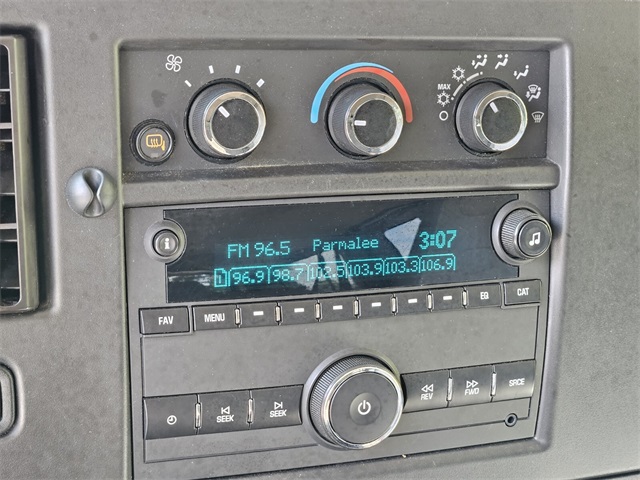 MAX
FM 96.5 Parmalee 3:07
1 96.9 98.7 102.5 103.9 103.3 106.9
FAV MENU EQ CAT
SEEK SEEK REV FWD SRCE